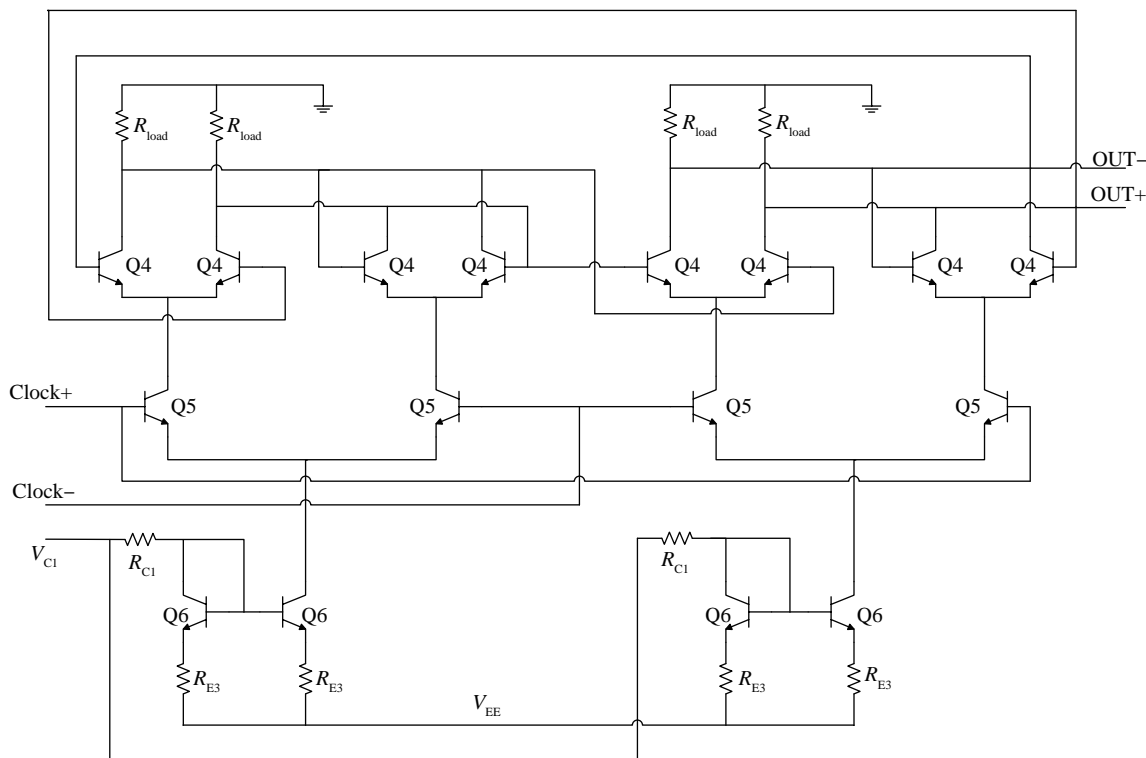 R_load
R_load
R_load
R_load
OUT−
OUT+
Q4
Q4
Q4
Q4
Q4
Q4
Q4
Q4
Clock+
Q5
Q5
Q5
Q5
Clock−
V_C1
R_C1
R_C1
Q6
Q6
Q6
Q6
R_E3
R_E3
R_E3
R_E3
V_EE